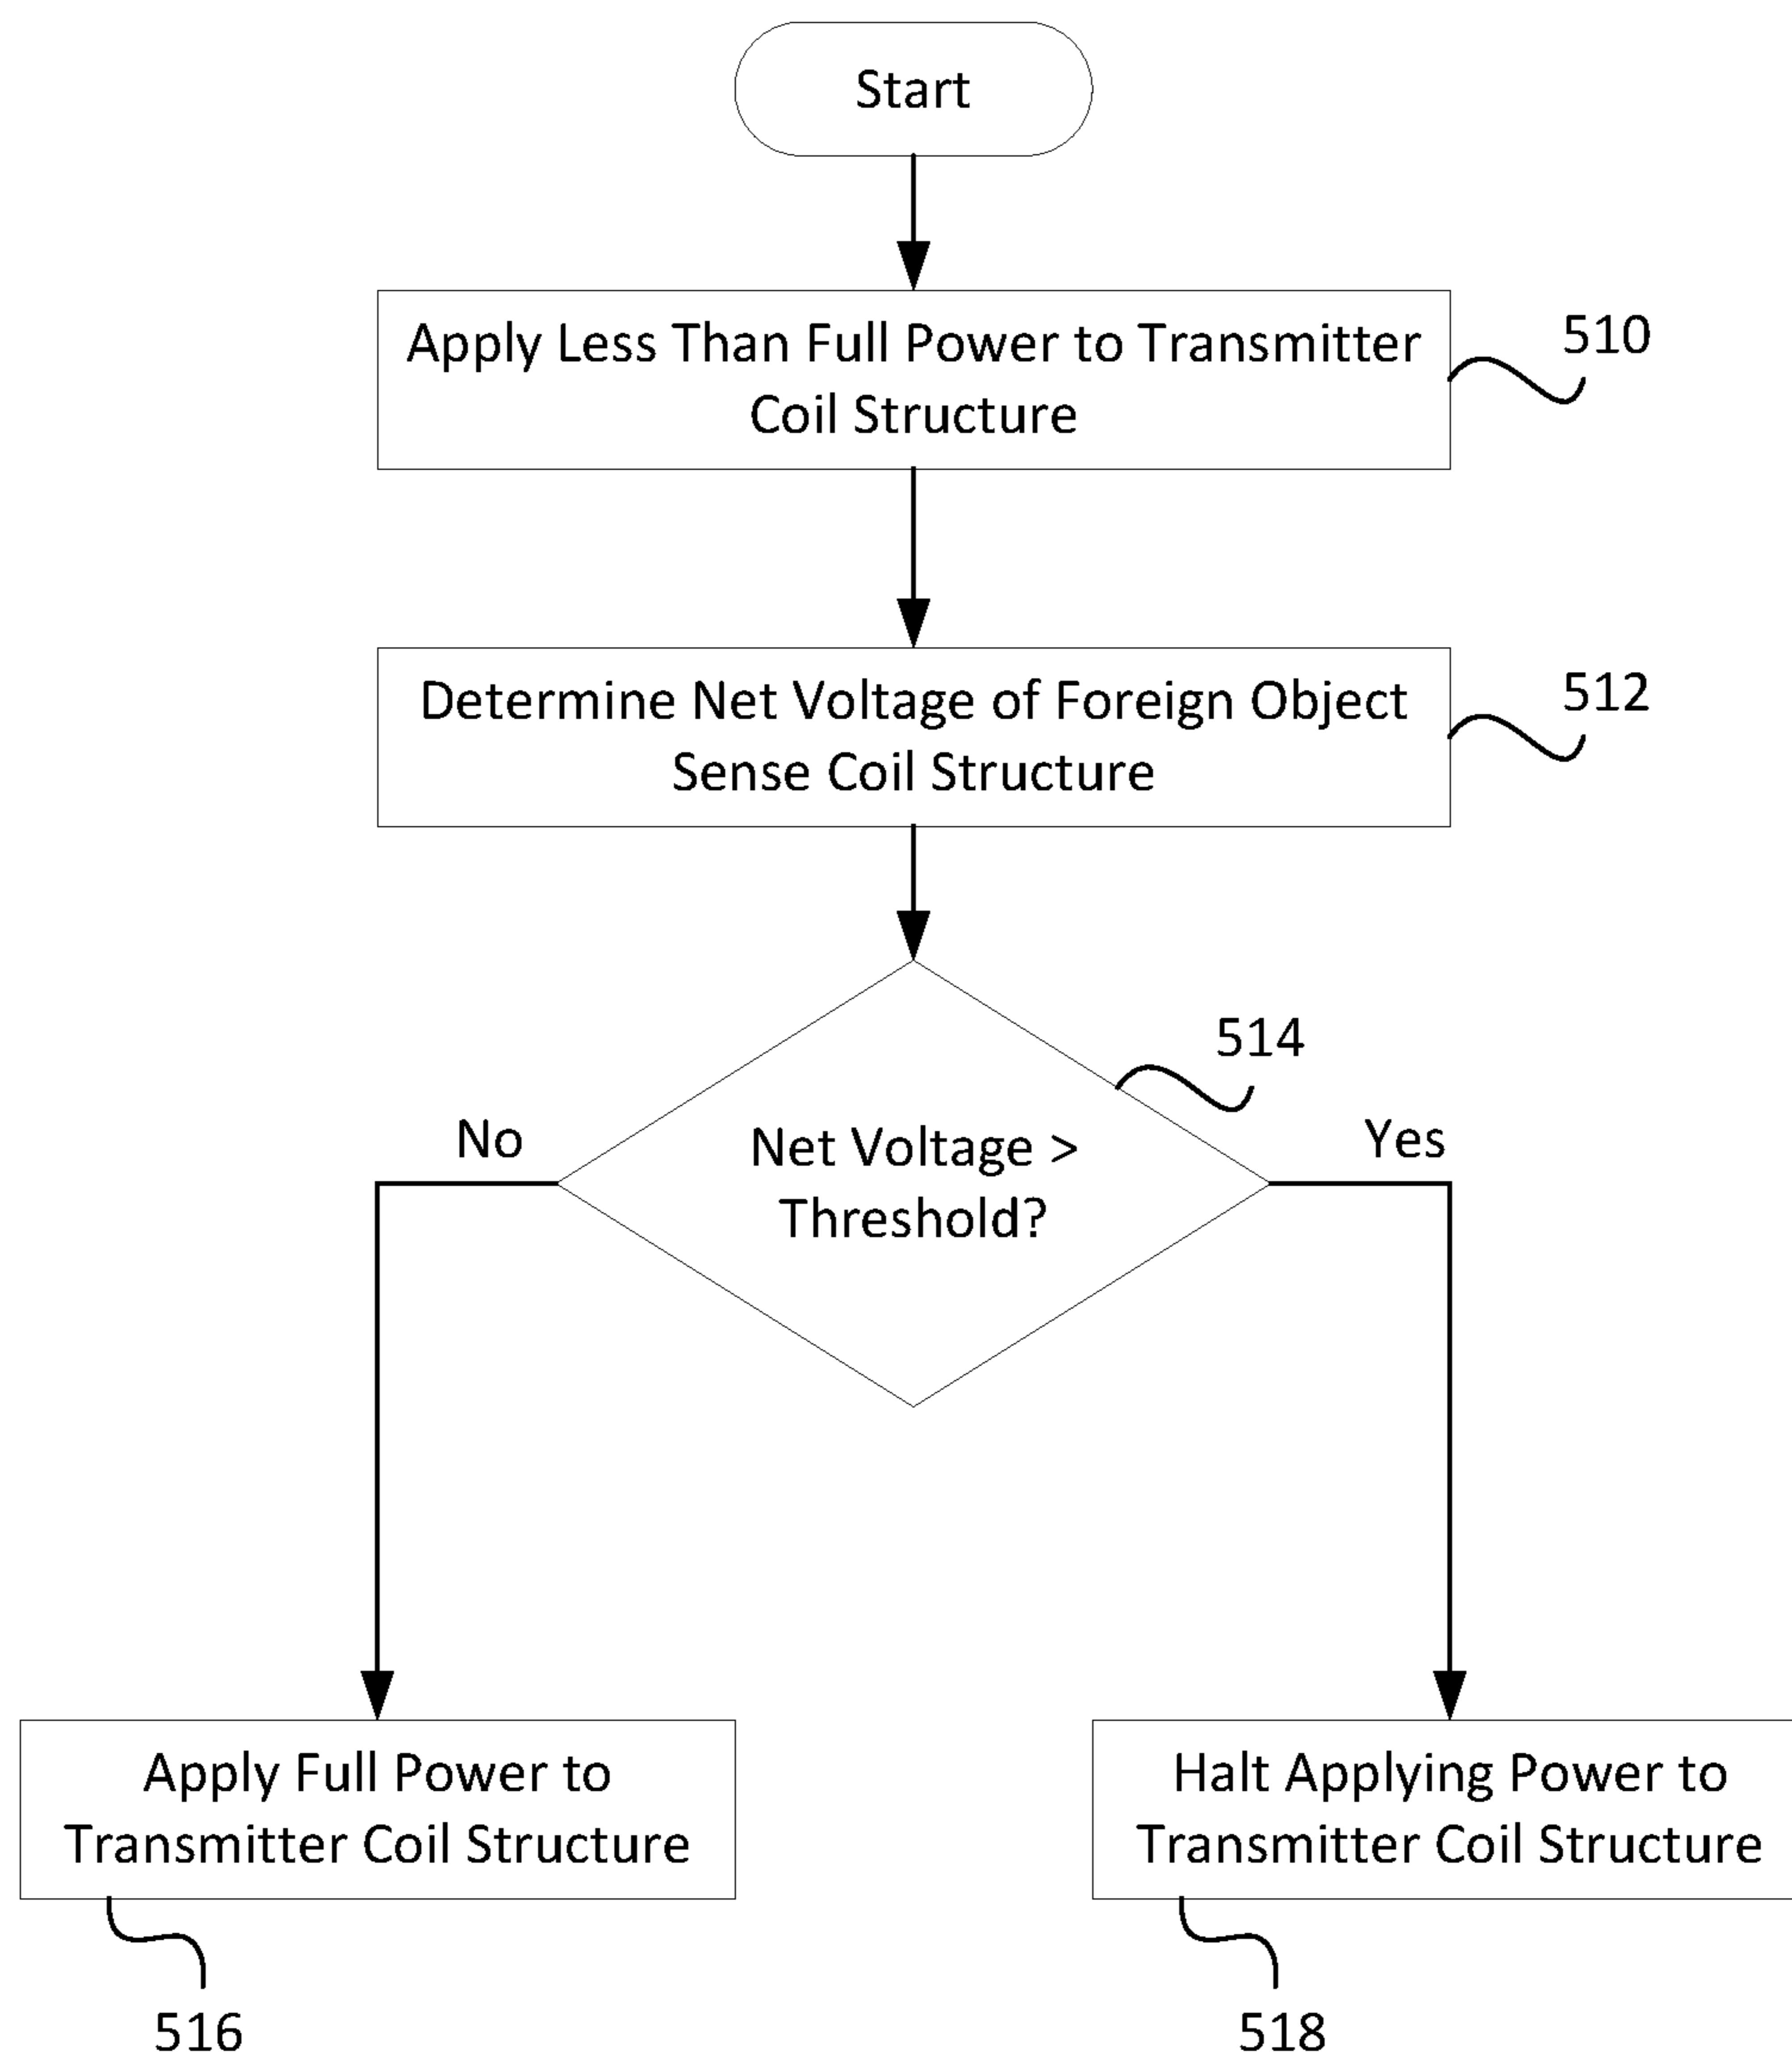 Start
Apply Less Than Full Power to Transmitter
Coil Structure
510
Determine Net Voltage of Foreign Object
Sense Coil Structure
512
514
No
Yes
Net Voltage >
Threshold?
Apply Full Power to
Transmitter Coil Structure
Halt Applying Power to
Transmitter Coil Structure
516
518